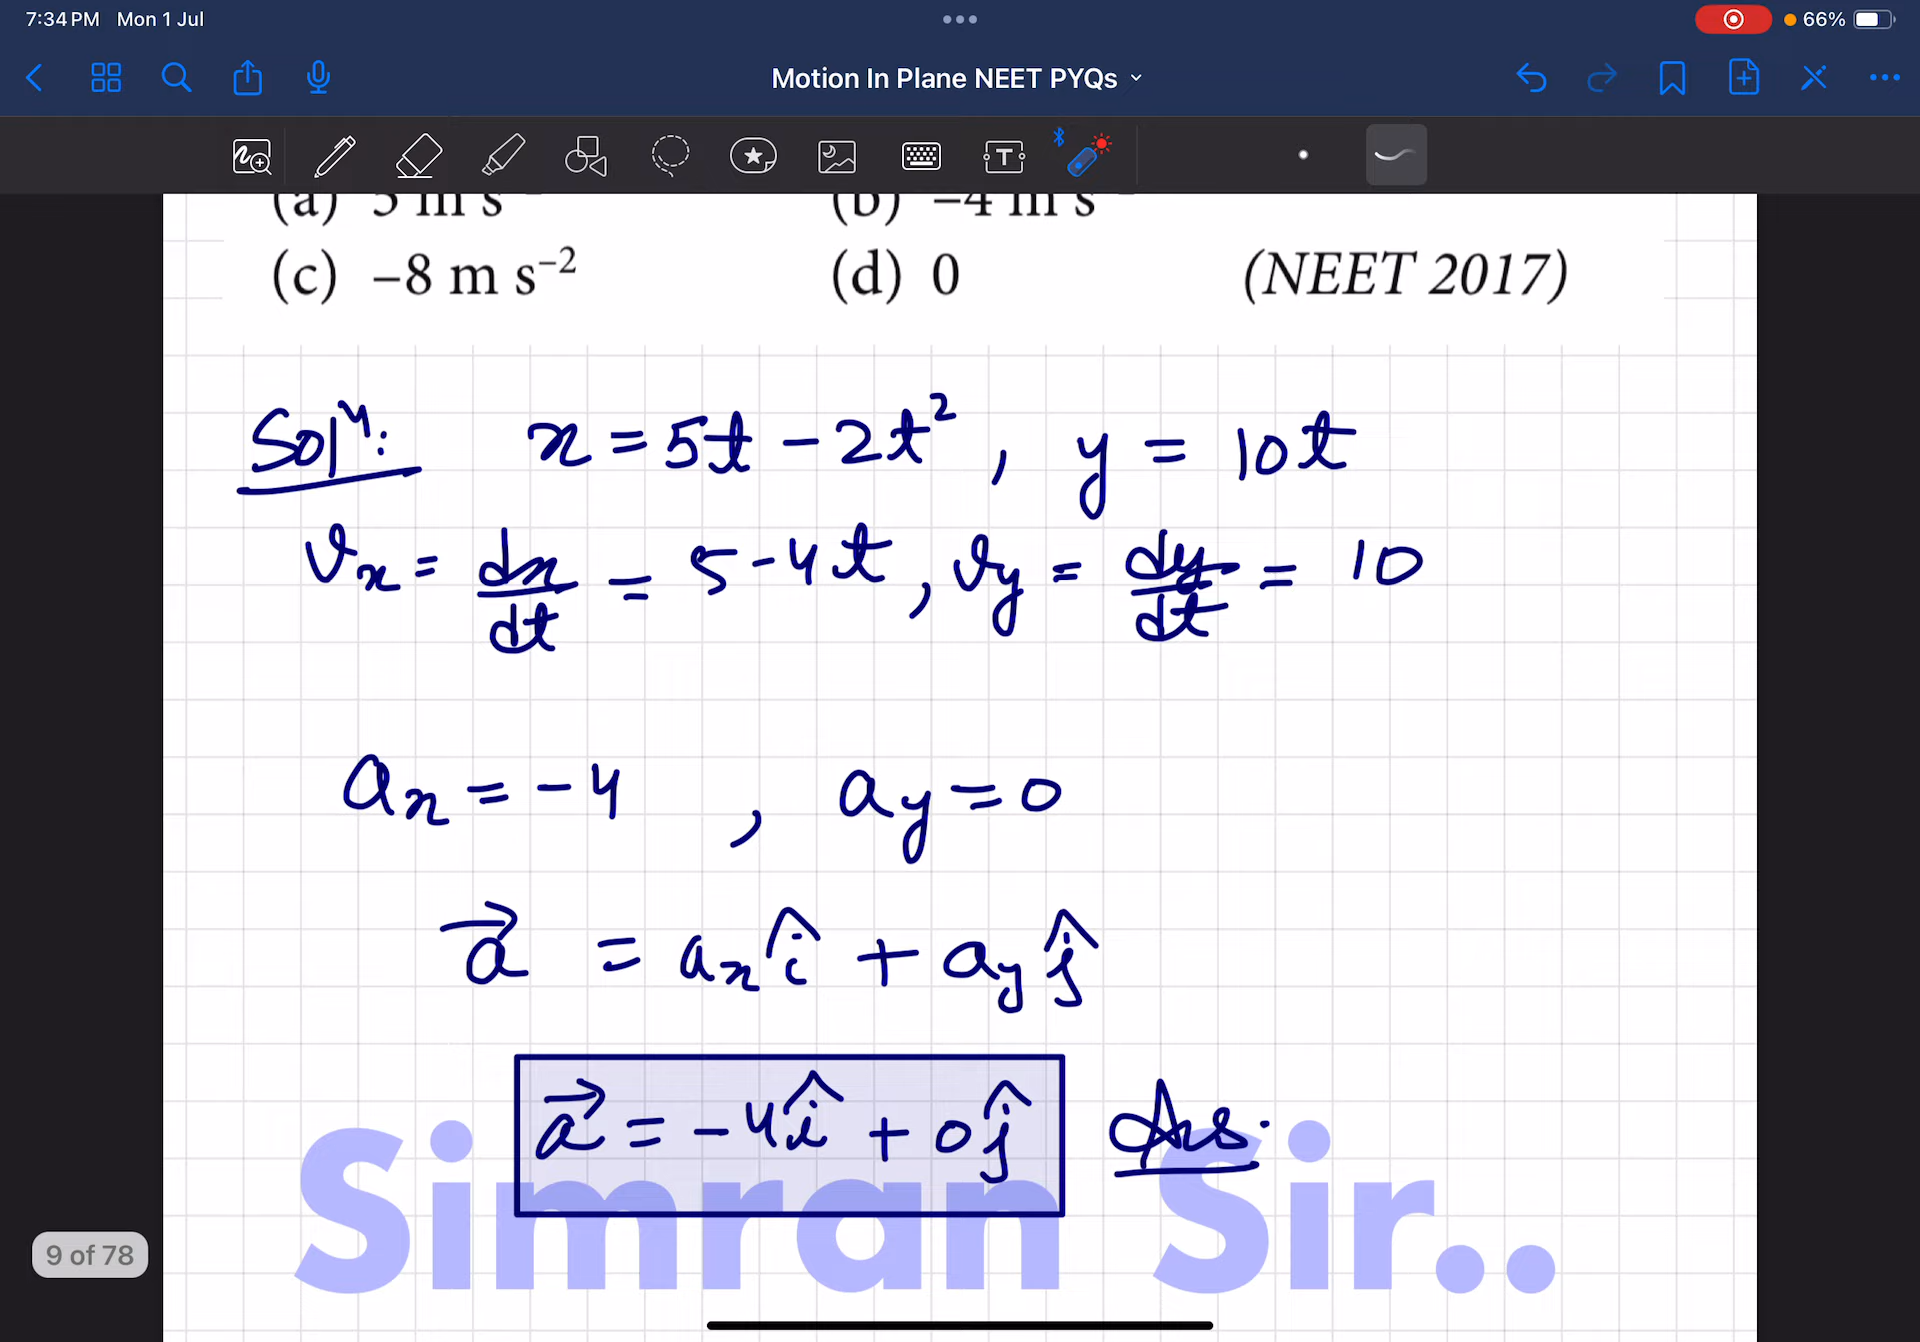 7:34 PM Mon 1 Jul
66%
Motion In Plane NEET PYQs
T
(a) 5 m s (b) –4 m s
(c) –8 m s⁻² (d) 0 (NEET 2017)
Solⁿ: x = 5t − 2t², y = 10t
vₓ = dx/dt = 5 − 4t, v_y = dy/dt = 10
aₓ = −4, a_y = 0
a⃗ = aₓî + a_yĵ
a⃗ = −4î + 0ĵ Ans.
Simran Sir..
9 of 78